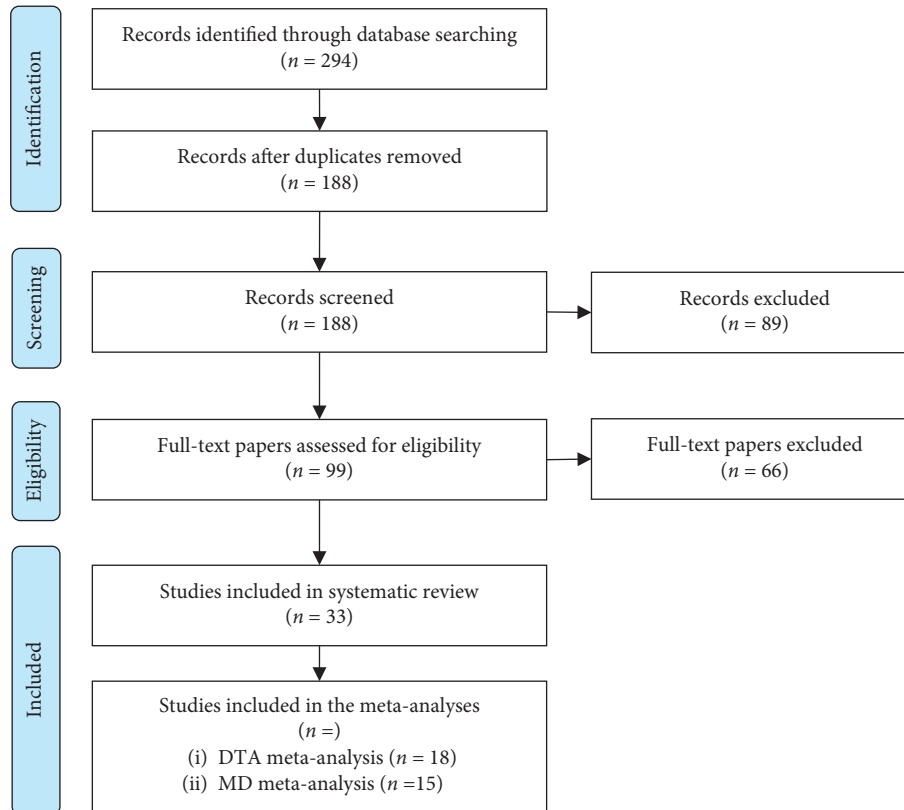 Identification
Records identified through database searching
(n = 294)
Records after duplicates removed
(n = 188)
Screening
Records screened
(n = 188)
Records excluded
(n = 89)
Eligibility
Full-text papers assessed for eligibility
(n = 99)
Full-text papers excluded
(n = 66)
Included
Studies included in systematic review
(n = 33)
Studies included in the meta-analyses
(n =)
(i) DTA meta-analysis (n = 18)
(ii) MD meta-analysis (n =15)